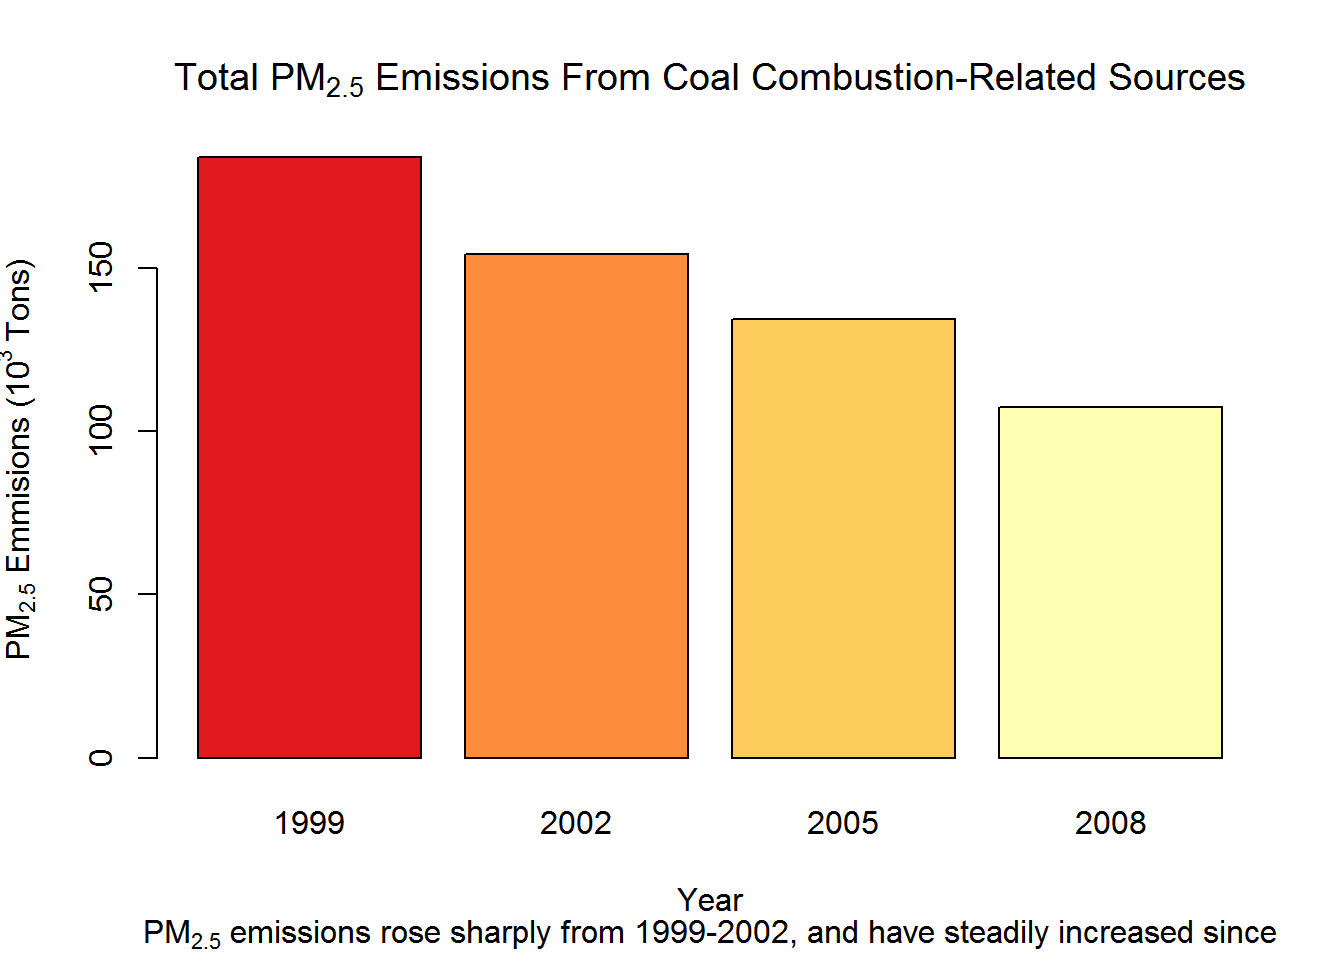 Total PM2.5 Emissions From Coal Combustion-Related Sources
PM2.5 Emmisions (10³ Tons)
150
100
50
0
1999 2002 2005 2008
Year
PM2.5 emissions rose sharply from 1999-2002, and have steadily increased since